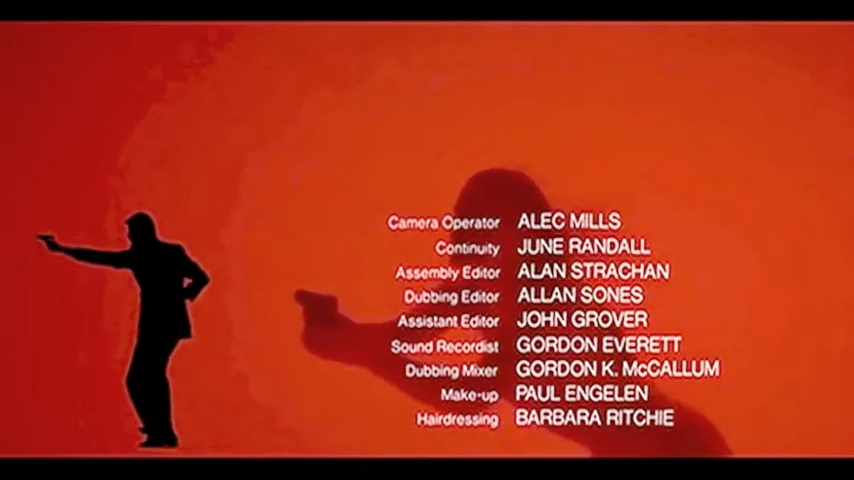 Camera Operator ALEC MILLS
Continuity JUNE RANDALL
Assembly Editor ALAN STRACHAN
Dubbing Editor ALLAN SONES
Assistant Editor JOHN GROVER
Sound Recordist GORDON EVERETT
Dubbing Mixer GORDON K. McCALLUM
Make-up PAUL ENGELEN
Hairdressing BARBARA RITCHIE